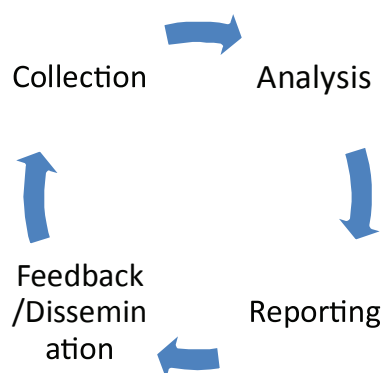 Collection
Analysis
Feedback
/Dissemin
ation
Reporting